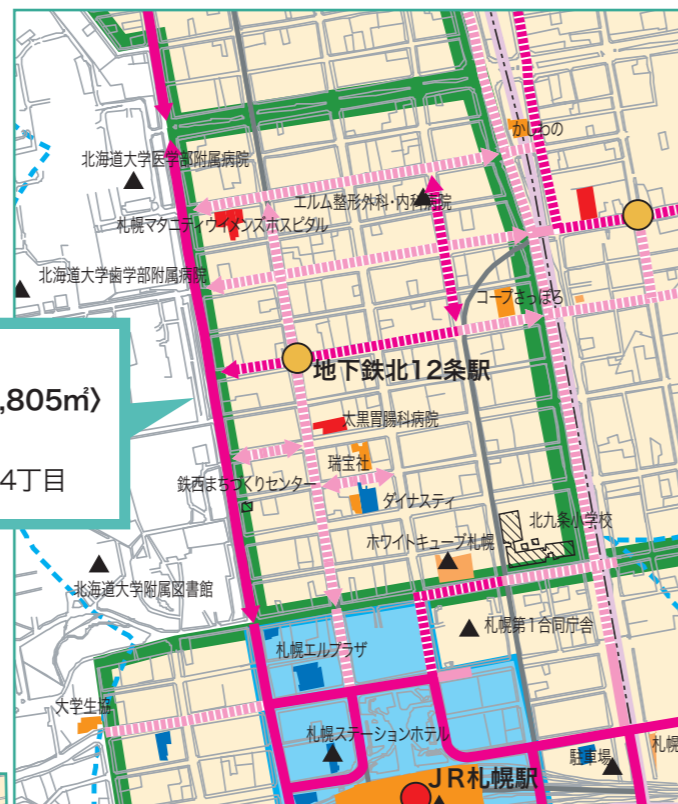 かしわの
北海道大学医学部附属病院
エルム整形外科・内科病院
札幌マタニティウイメンズホスピタル
北海道大学歯学部附属病院
コープさっぽろ
地下鉄北12条駅
,805㎡〉
太黒胃腸科病院
4丁目
瑞宝社
鉄西まちづくりセンター
ダイナスティ
北九条小学校
ホワイトキューブ札幌
北海道大学附属図書館
札幌第1合同庁舎
札幌エルプラザ
大学生協
札幌ステーションホテル
札幌
駐車場
JR札幌駅